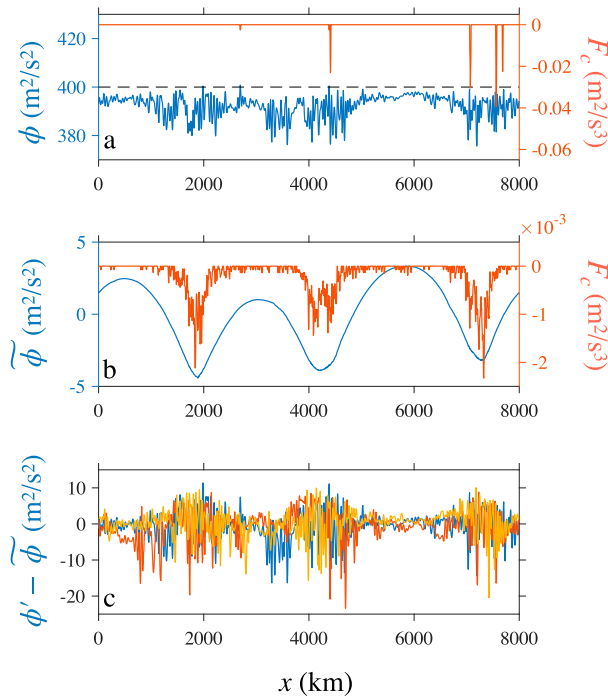 420
400
380
ϕ (m²/s²)
a
0
-0.02
-0.04
-0.06
F_c (m²/s³)
0 2000 4000 6000 8000
×10⁻³
5
0
-5
ϕ̃ (m²/s²)
b
0
-1
-2
F_c (m²/s³)
0 2000 4000 6000 8000
10
0
-10
-20
ϕ′ − ϕ̃ (m²/s²)
c
0 2000 4000 6000 8000
x (km)